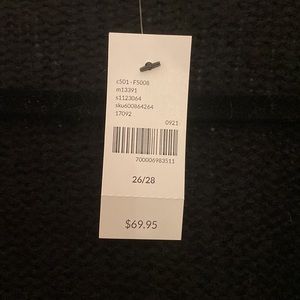 c501 - F5008
m13391
s1123064
sku600864264
17092
0921
700006983511
26/28
$69.95